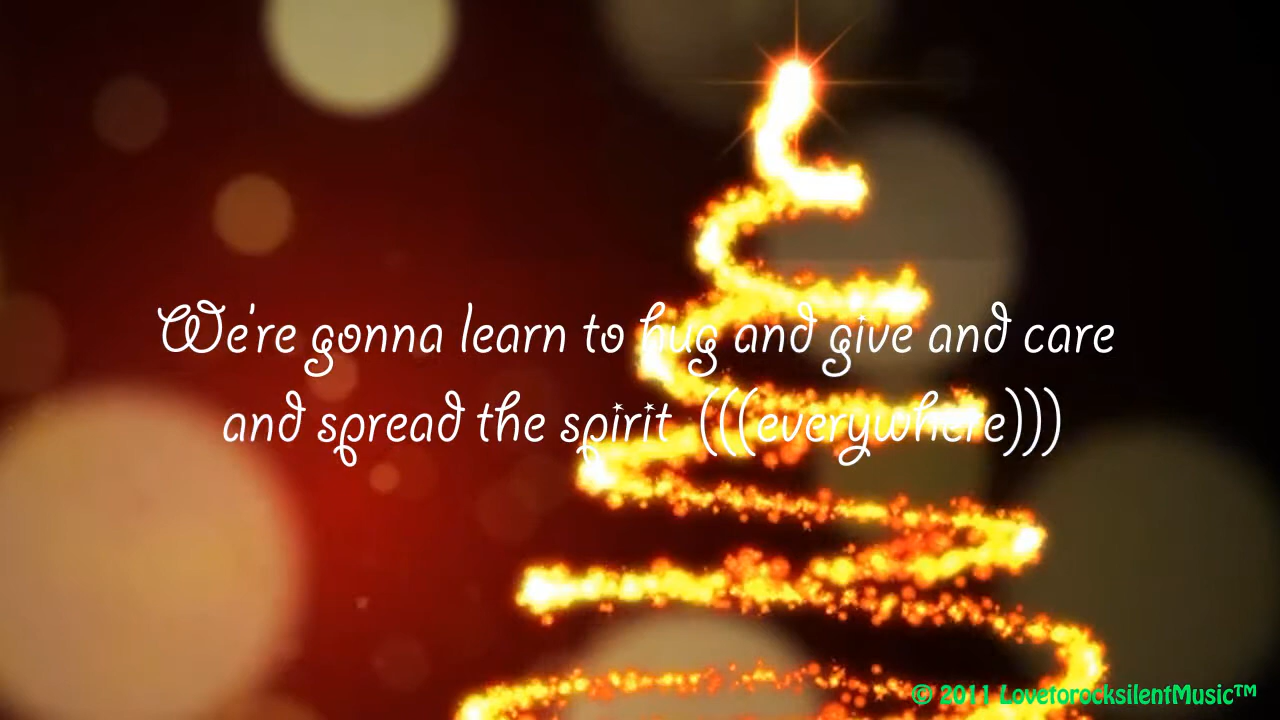 We're gonna learn to hug and give and care
and spread the spirit (((everywhere)))
© 2011 LovetorocksilentMusic™